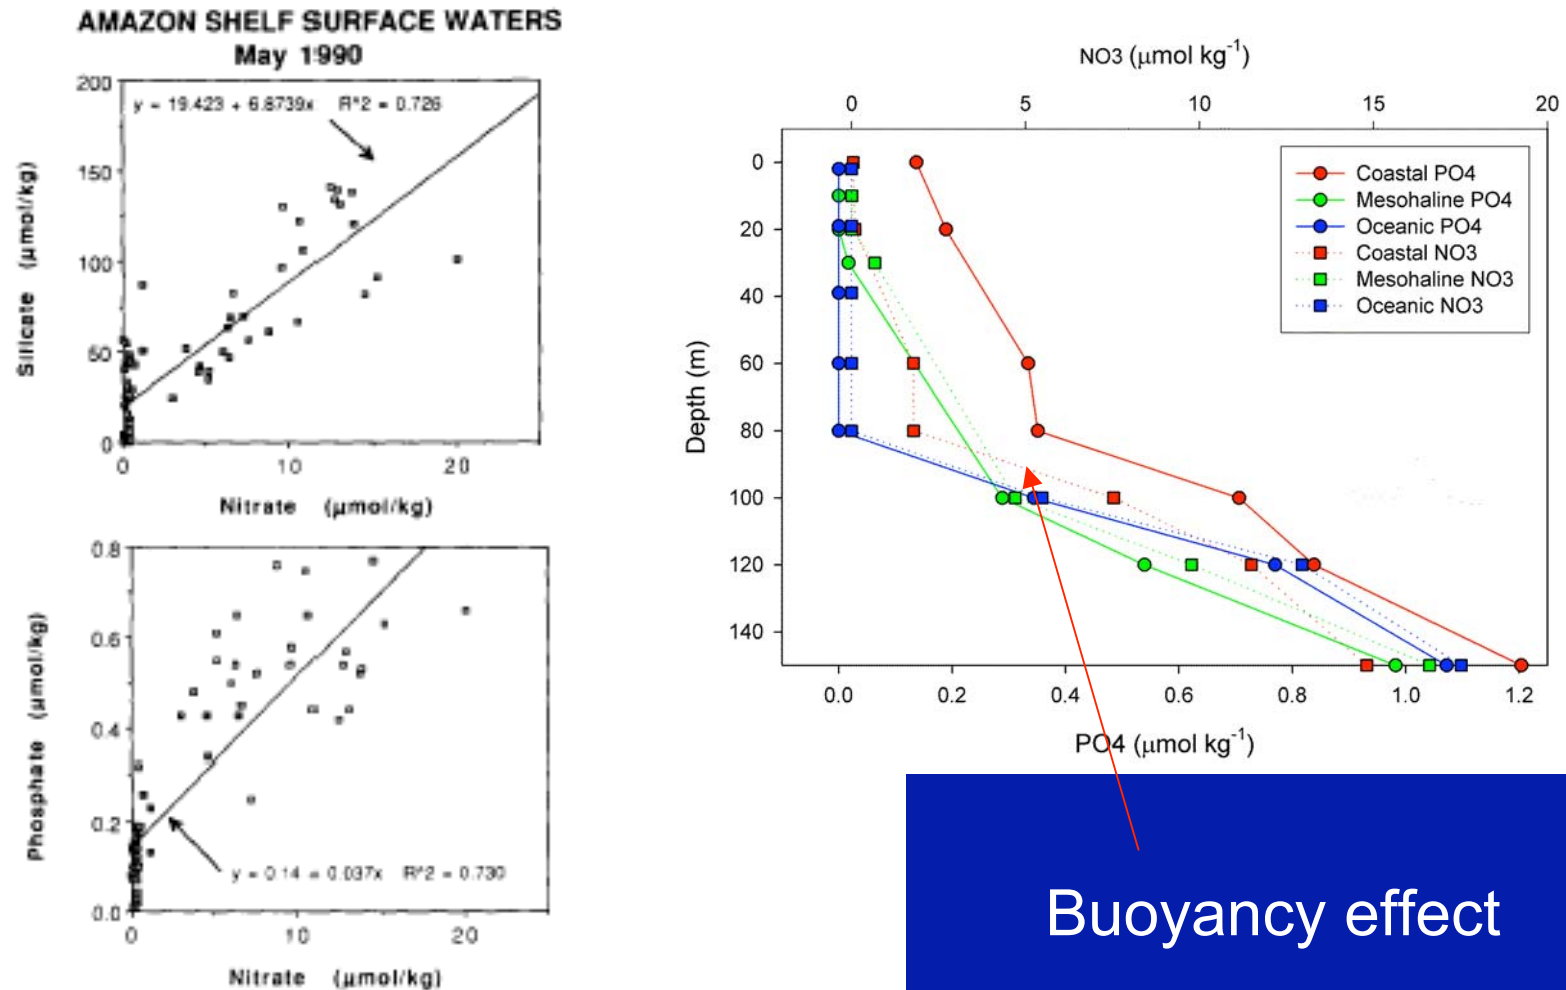 AMAZON SHELF SURFACE WATERS
May 1990
200
150
100
50
0
y = 19.423 + 6.8739x R^2 = 0.726
Silicate (μmol/kg)
0 10 20
Nitrate (μmol/kg)
0.8
0.6
0.4
0.2
0.0
Phosphate (μmol/kg)
y = 0.14 = 0.037x R^2 = 0.730
0 10 20
Nitrate (μmol/kg)
NO3 (μmol kg-1)
0 5 10 15 20
0
20
40
60
80
100
120
140
Depth (m)
Coastal PO4
Mesohaline PO4
Oceanic PO4
Coastal NO3
Mesohaline NO3
Oceanic NO3
0.0 0.2 0.4 0.6 0.8 1.0 1.2
PO4 (μmol kg-1)
Buoyancy effect